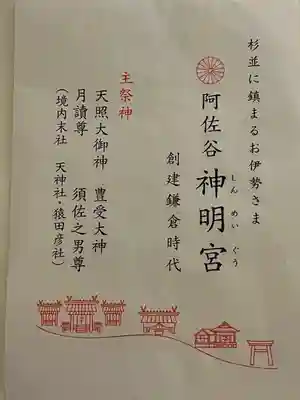 杉並に鎮まるお伊勢さま
阿佐谷神明宮
しんめいぐう
創建鎌倉時代
主祭神
天照大御神 豊受大神
月讀尊 須佐之男尊
(境内末社 天神社・猿田彦社)